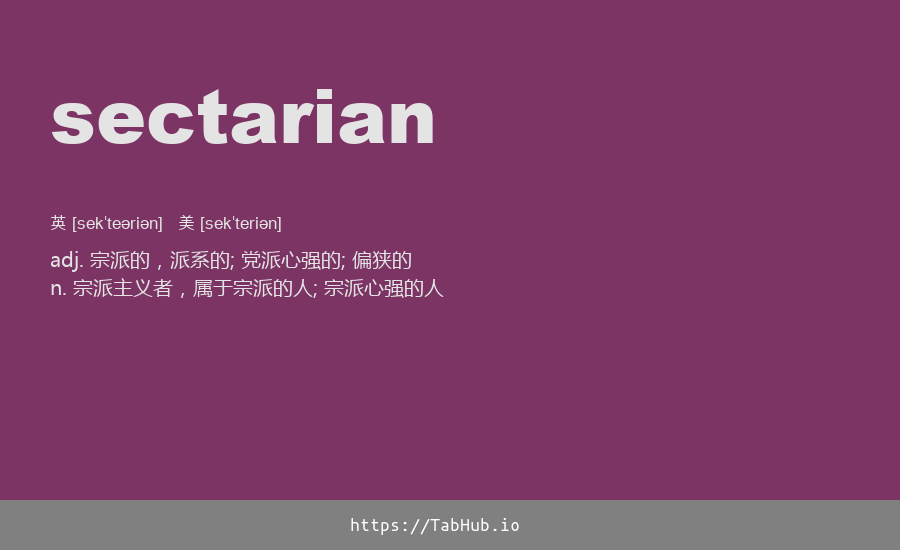 sectarian
英 [sekˈteəriən] 美 [sekˈteriən]
adj. 宗派的，派系的; 党派心强的; 偏狭的
n. 宗派主义者，属于宗派的人; 宗派心强的人
https://TabHub.io